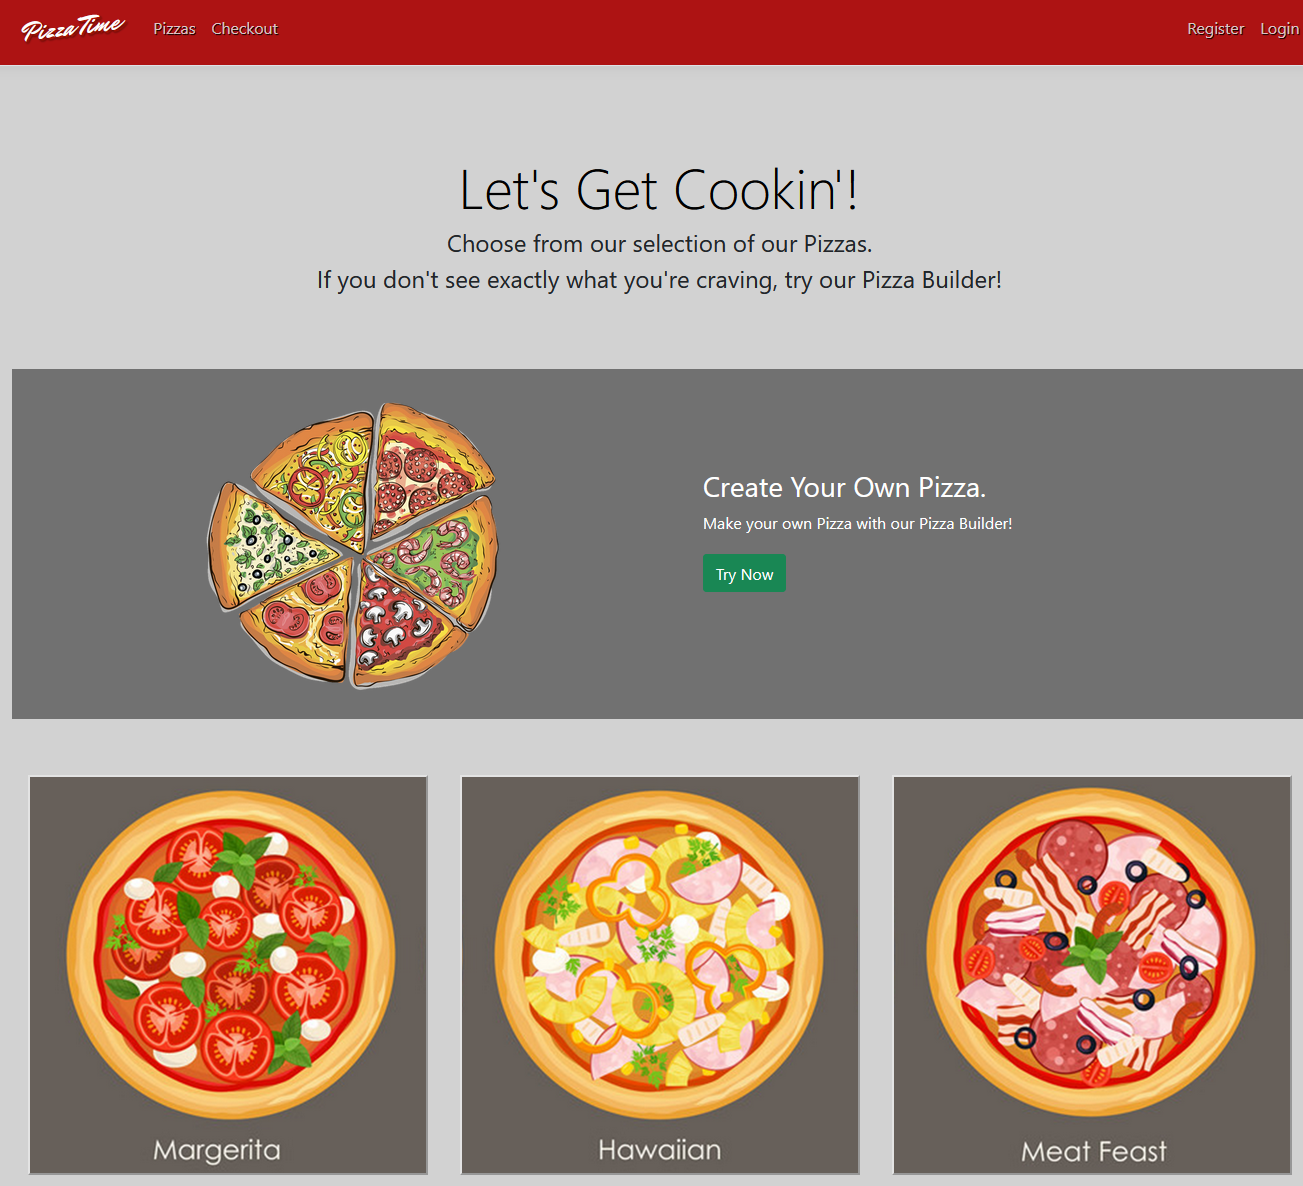 Pizza Time
Pizzas
Checkout
Register
Login
Let's Get Cookin'!
Choose from our selection of our Pizzas.
If you don't see exactly what you're craving, try our Pizza Builder!
Create Your Own Pizza.
Make your own Pizza with our Pizza Builder!
Try Now
Margerita
Hawaiian
Meat Feast